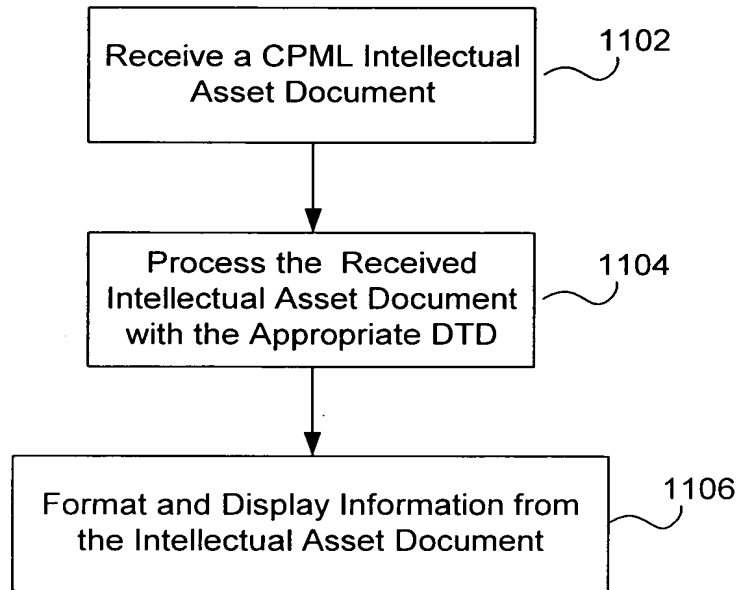 Receive a CPML Intellectual
Asset Document
1102
Process the Received
Intellectual Asset Document
with the Appropriate DTD
1104
Format and Display Information from
the Intellectual Asset Document
1106